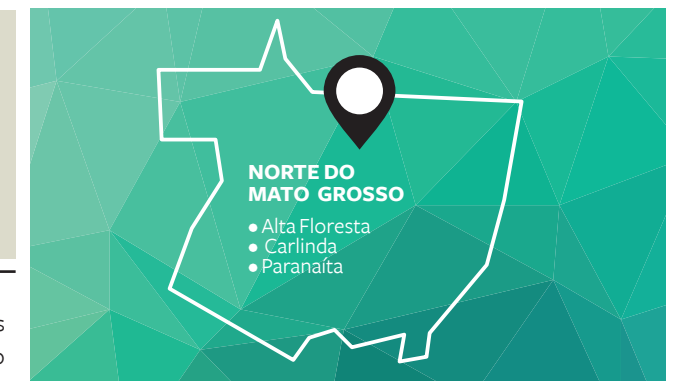 NORTE DO
MATO GROSSO
• Alta Floresta
• Carlinda
• Paranaíta
s
o